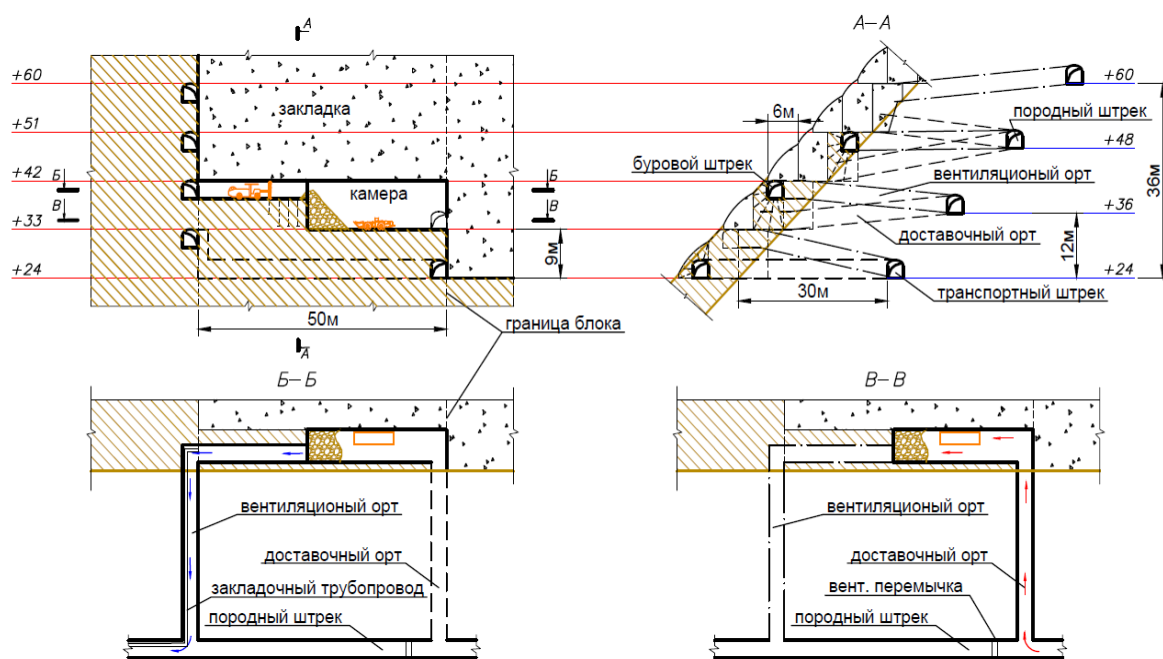 А
А-А
+60
+60
закладка
породный штрек
+51
6м
+48
буровой штрек
36м
+42
Б
Б
камера
вентиляционый орт
В
В
+36
+33
доставочный орт
12м
9м
+24
+24
30м
транспортный штрек
50м
граница блока
А
Б-Б
В-В
вентиляционый орт
вентиляционый орт
доставочный орт
доставочный орт
закладочный трубопровод
вент. перемычка
породный штрек
породный штрек